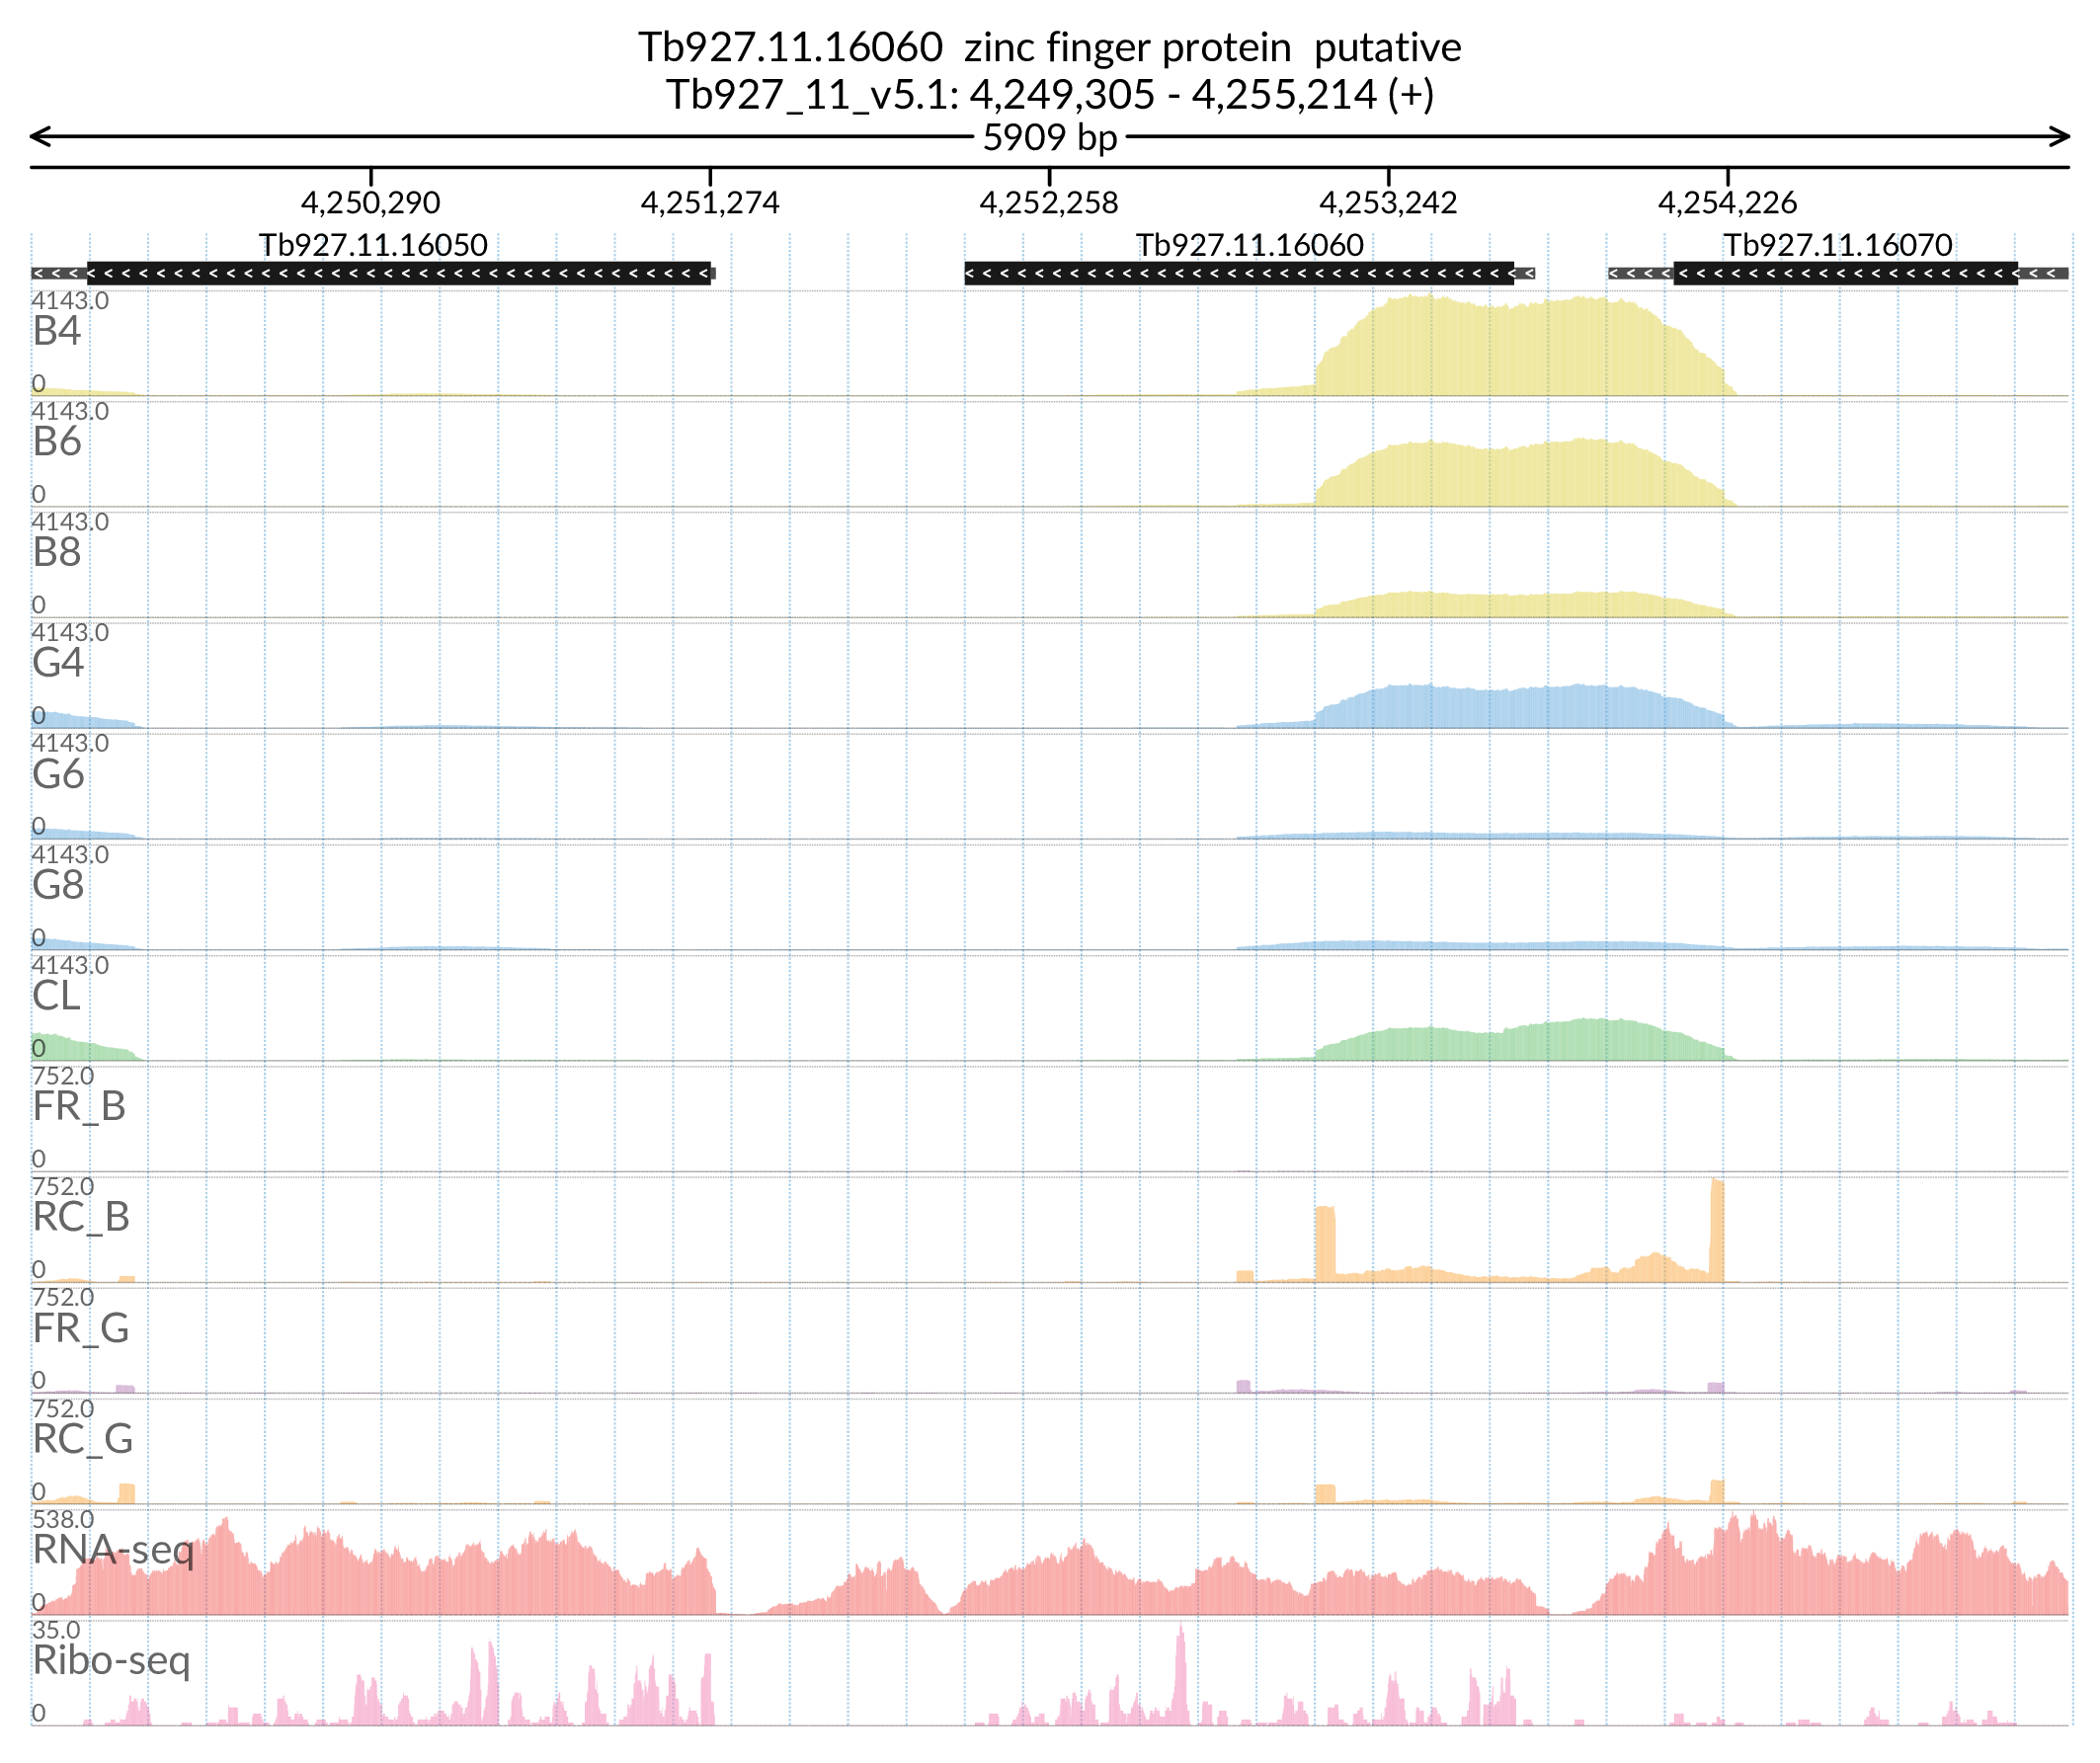 Tb927.11.16060 zinc finger protein putative
Tb927_11_v5.1: 4,249,305 - 4,255,214 (+)
5909 bp
4,250,290 4,251,274 4,252,258 4,253,242 4,254,226
Tb927.11.16050 Tb927.11.16060 Tb927.11.16070
4143.0
B4
0
4143.0
B6
0
4143.0
B8
0
4143.0
G4
0
4143.0
G6
0
4143.0
G8
0
4143.0
CL
0
752.0
FR_B
0
752.0
RC_B
0
752.0
FR_G
0
752.0
RC_G
0
538.0
RNA-seq
0
35.0
Ribo-seq
0